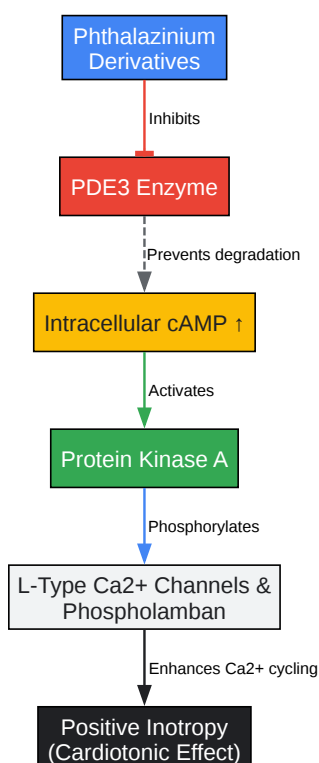 Phthalazinium
Derivatives
Inhibits
PDE3 Enzyme
Prevents degradation
Intracellular cAMP ↑
Activates
Protein Kinase A
Phosphorylates
L-Type Ca2+ Channels &
Phospholamban
Enhances Ca2+ cycling
Positive Inotropy
(Cardiotonic Effect)